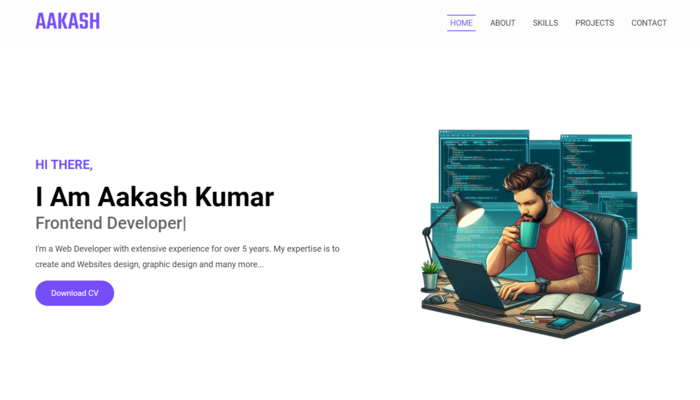 AAKASH
HOME ABOUT SKILLS PROJECTS CONTACT
HI THERE,
I Am Aakash Kumar
Frontend Developer|
I'm a Web Developer with extensive experience for over 5 years. My expertise is to
create and Websites design, graphic design and many more...
Download CV